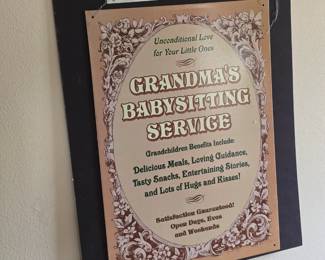 Unconditional Love
for Your Little Ones
GRANDMA'S
BABYSITTING
SERVICE
Grandchildren Benefits Include:
Delicious Meals, Loving Guidance,
Tasty Snacks, Entertaining Stories,
and Lots of Hugs and Kisses!
Satisfaction Guaranteed!
Open Days, Eves
and Weekends